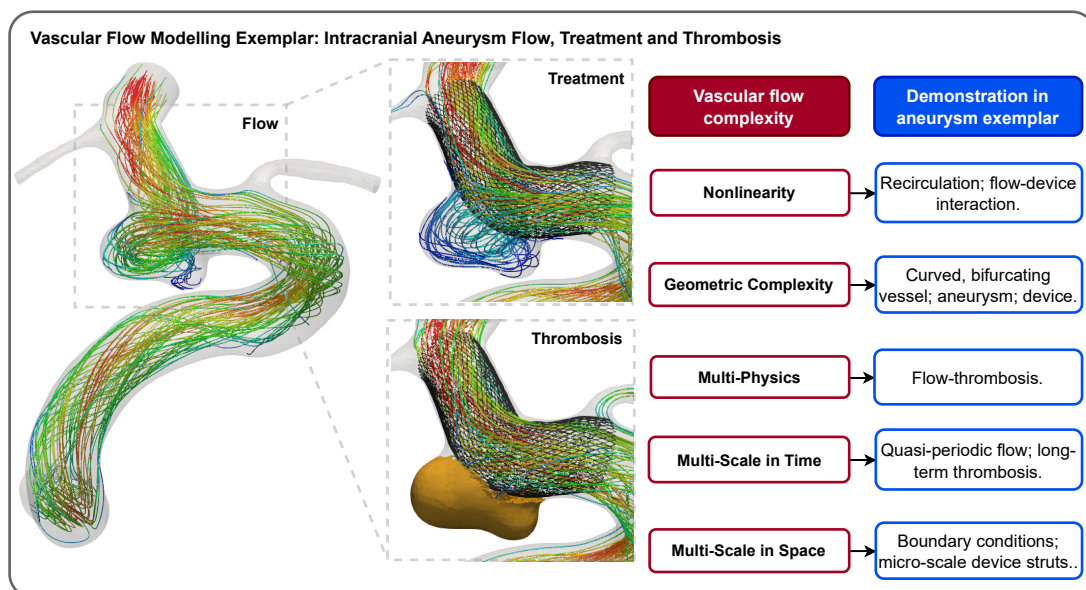 Vascular Flow Modelling Exemplar: Intracranial Aneurysm Flow, Treatment and Thrombosis
Flow
Treatment
Thrombosis
Vascular flow
complexity
Demonstration in
aneurysm exemplar
Nonlinearity
Recirculation; flow-device
interaction.
Geometric Complexity
Curved, bifurcating
vessel; aneurysm; device.
Multi-Physics
Flow-thrombosis.
Multi-Scale in Time
Quasi-periodic flow; long-
term thrombosis.
Multi-Scale in Space
Boundary conditions;
micro-scale device struts..